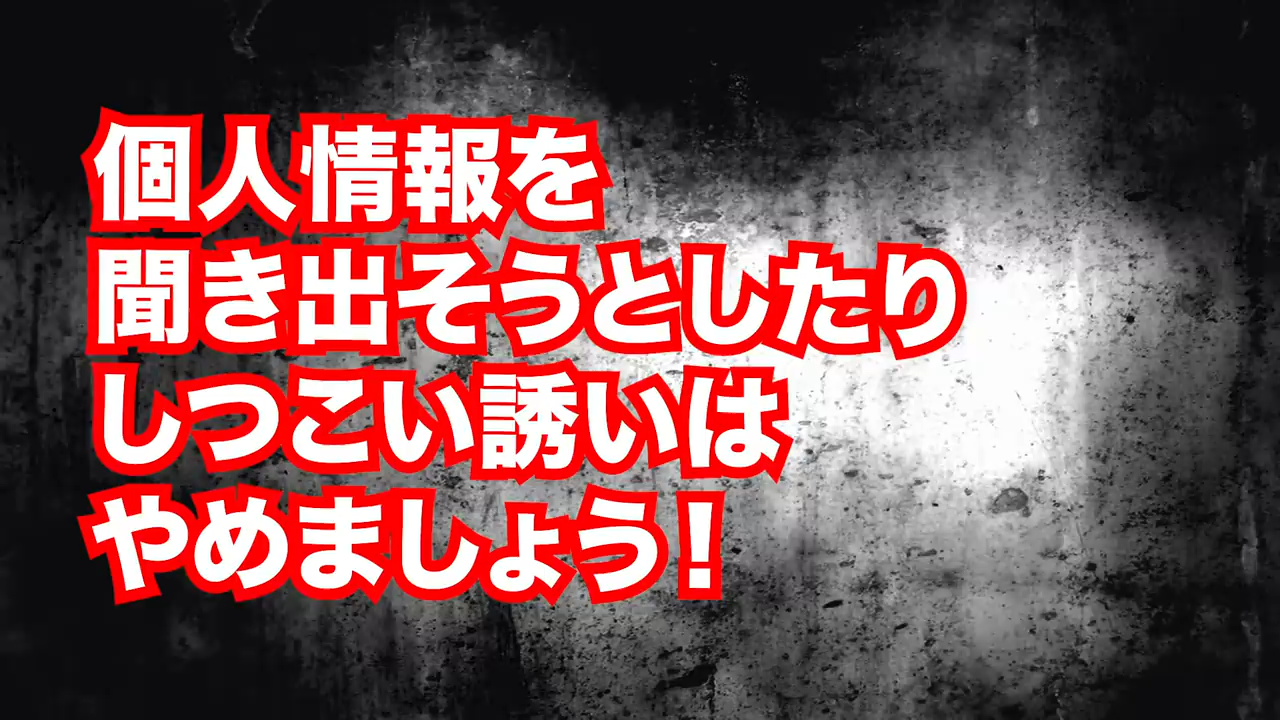 個人情報を
聞き出そうとしたり
しつこい誘いは
やめましょう！